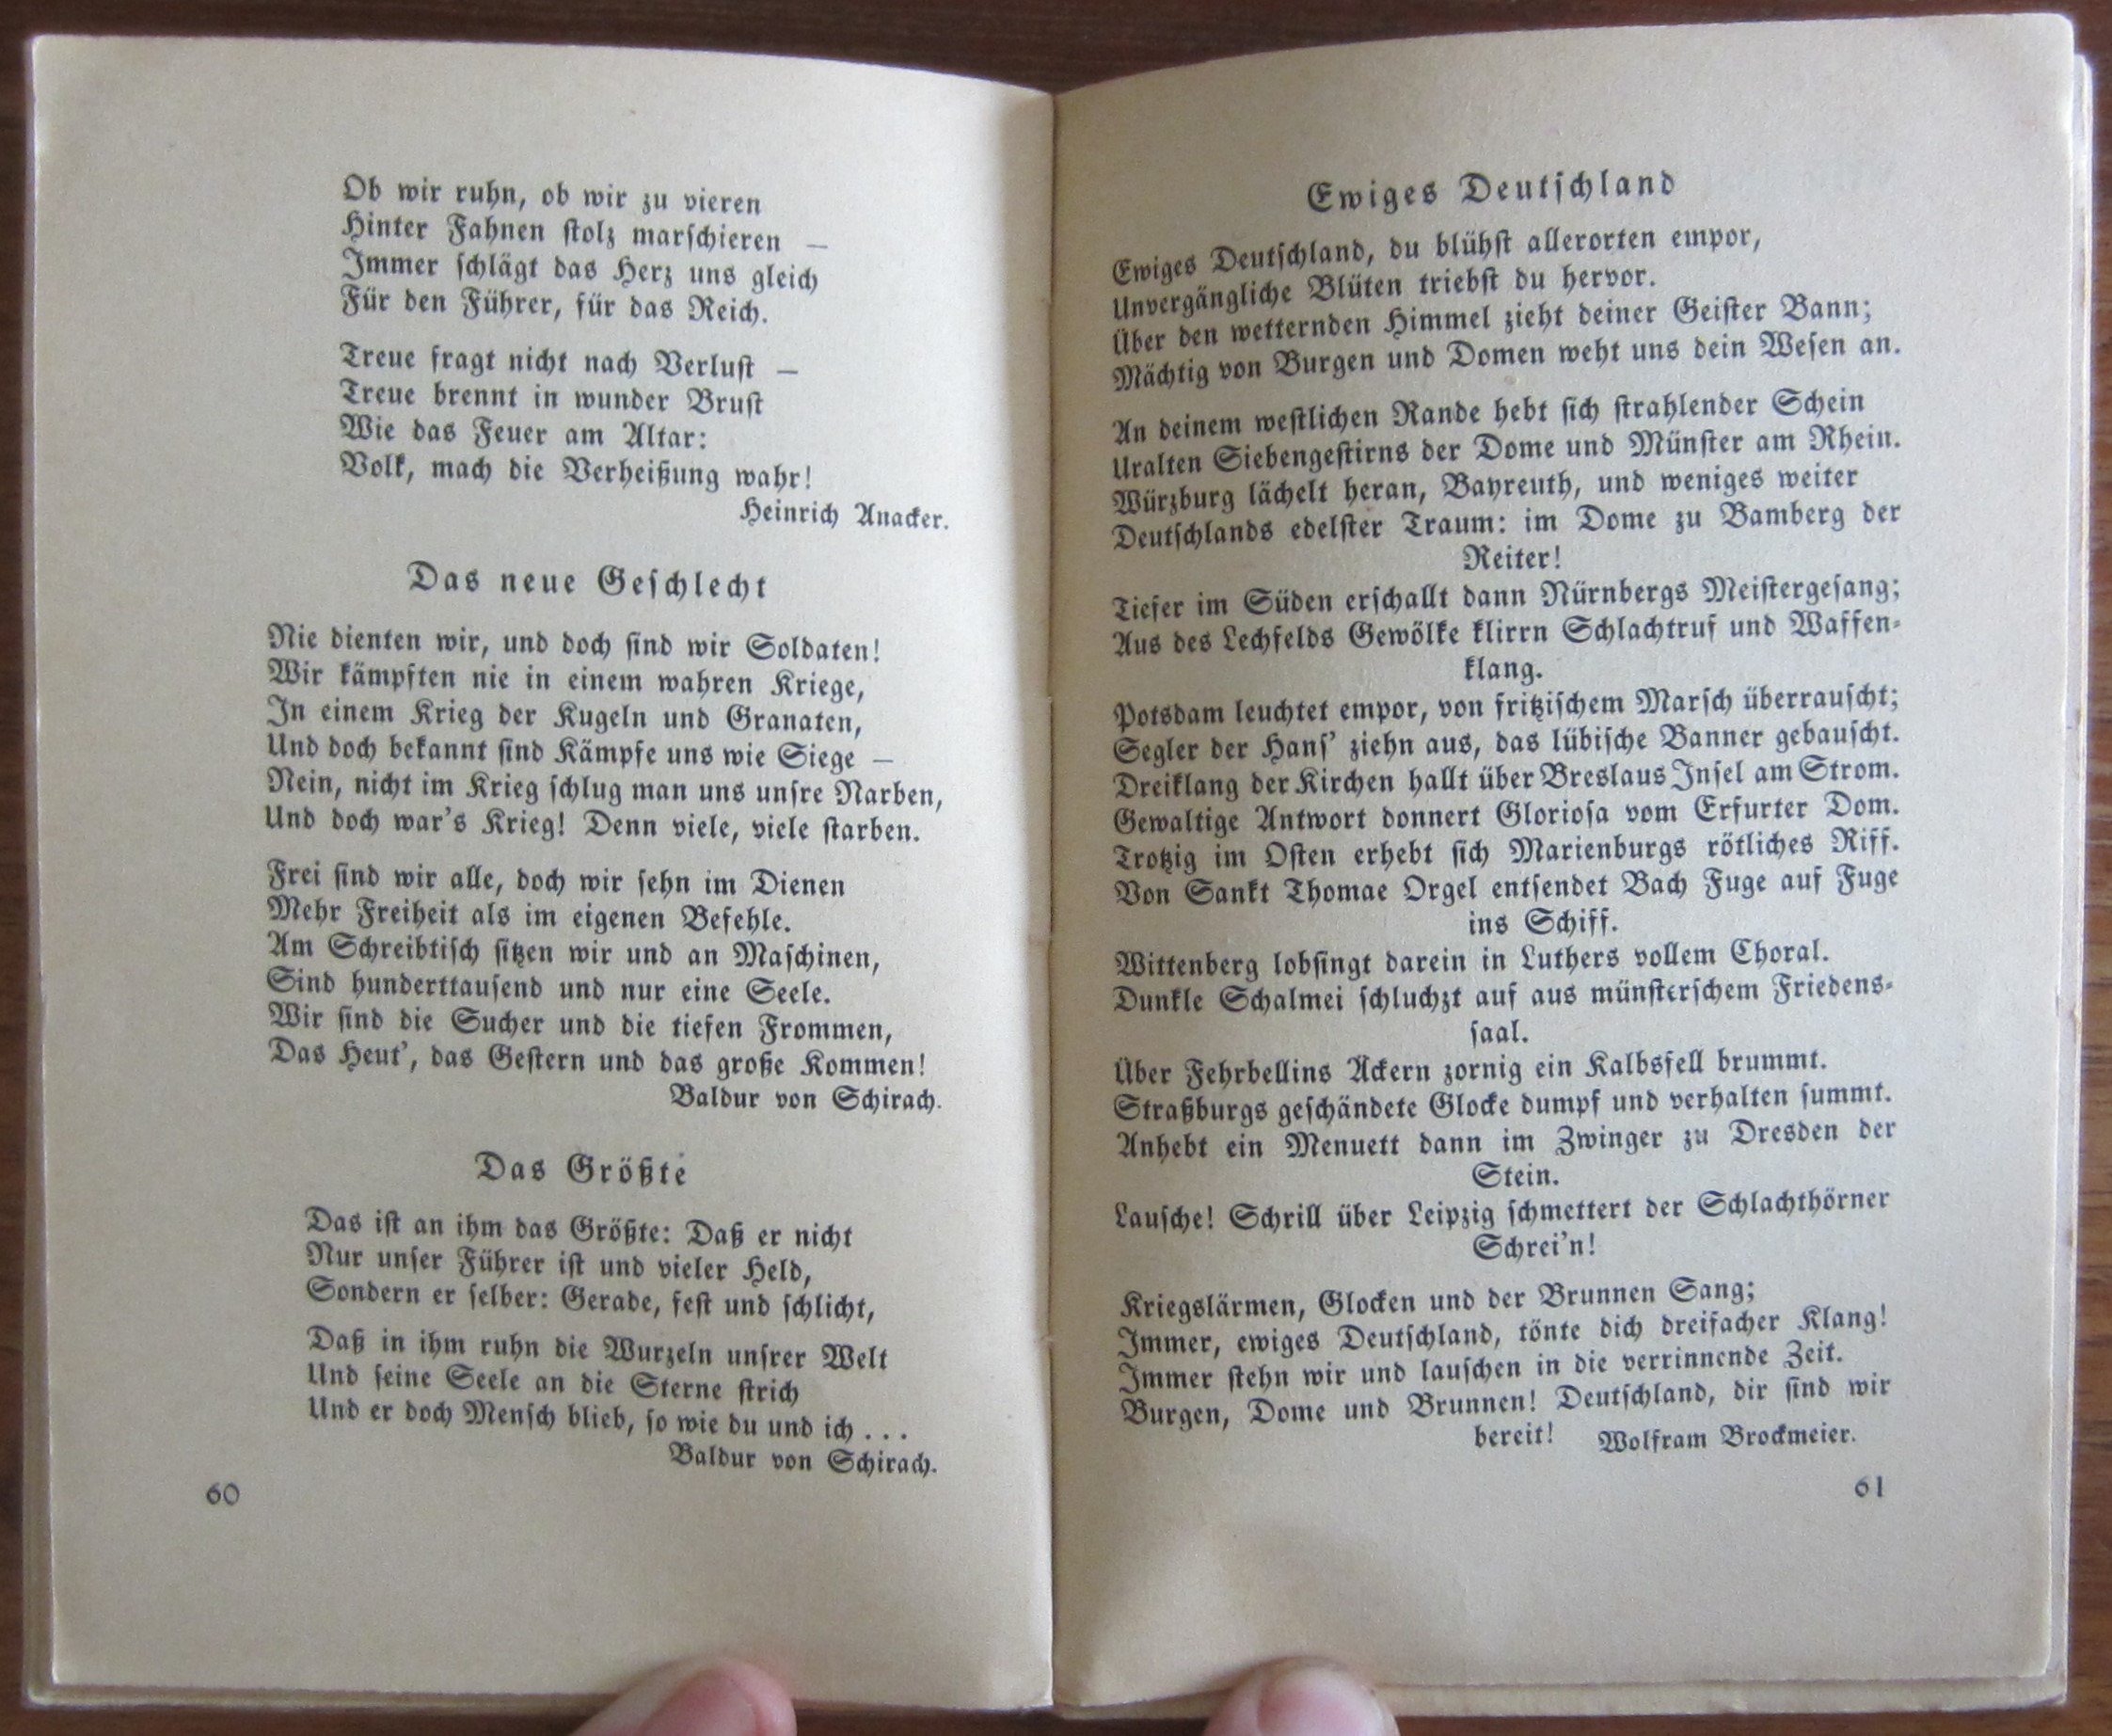 Ob wir ruhn, ob wir zu vieren
Hinter Fahnen stolz marschieren —
Immer schlägt das Herz uns gleich
Für den Führer, für das Reich.
Treue fragt nicht nach Verlust —
Treue brennt in wunder Brust
Wie das Feuer am Altar:
Volk, mach die Verheißung wahr!
Heinrich Anacker.
Das neue Geschlecht
Nie dienten wir, und doch sind wir Soldaten!
Wir kämpften nie in einem wahren Kriege,
In einem Krieg der Kugeln und Granaten,
Und doch bekannt sind Kämpfe uns wie Siege —
Nein, nicht im Krieg schlug man uns unsre Narben,
Und doch war's Krieg! Denn viele, viele starben.
Frei sind wir alle, doch wir sehn im Dienen
Mehr Freiheit als im eigenen Befehle.
Am Schreibtisch sitzen wir und an Maschinen,
Sind hunderttausend und nur eine Seele.
Wir sind die Sucher und die tiefen Frommen,
Das Heut', das Gestern und das große Kommen!
Baldur von Schirach.
Das Größte
Das ist an ihm das Größte: Daß er nicht
Nur unser Führer ist und vieler Held,
Sondern er selber: Gerade, fest und schlicht,
Daß in ihm ruhn die Wurzeln unsrer Welt
Und seine Seele an die Sterne strich
Und er doch Mensch blieb, so wie du und ich . . .
Baldur von Schirach.
60
Ewiges Deutschland
Ewiges Deutschland, du blühst allerorten empor,
Unvergängliche Blüten triebst du hervor.
Über den wetternden Himmel zieht deiner Geister Bann;
Mächtig von Burgen und Domen weht uns dein Wesen an.
An deinem westlichen Rande hebt sich strahlender Schein
Uralten Siebengestirns der Dome und Münster am Rhein.
Würzburg lächelt heran, Bayreuth, und weniges weiter
Deutschlands edelster Traum: im Dome zu Bamberg der
Reiter!
Tiefer im Süden erschallt dann Nürnbergs Meistergesang;
Aus des Lechfelds Gewölke klirrn Schlachtruf und Waffen-
klang.
Potsdam leuchtet empor, von fritzischem Marsch überrauscht;
Segler der Hans' ziehn aus, das lübische Banner gebauscht.
Dreiklang der Kirchen hallt über Breslaus Insel am Strom.
Gewaltige Antwort donnert Gloriosa vom Erfurter Dom.
Trotzig im Osten erhebt sich Marienburgs rötliches Riff.
Von Sankt Thomae Orgel entsendet Bach Fuge auf Fuge
ins Schiff.
Wittenberg lobsingt darein in Luthers vollem Choral.
Dunkle Schalmei schluchzt auf aus münsterschem Friedens-
saal.
Über Fehrbellins Äckern zornig ein Kalbsfell brummt.
Straßburgs geschändete Glocke dumpf und verhalten summt.
Anhebt ein Menuett dann im Zwinger zu Dresden der
Stein.
Lausche! Schrill über Leipzig schmettert der Schlachthörner
Schrei'n!
Kriegslärmen, Glocken und der Brunnen Sang;
Immer, ewiges Deutschland, tönte dich dreifacher Klang!
Immer stehn wir und lauschen in die verrinnende Zeit.
Burgen, Dome und Brunnen! Deutschland, dir sind wir
bereit! Wolfram Brockmeier.
61